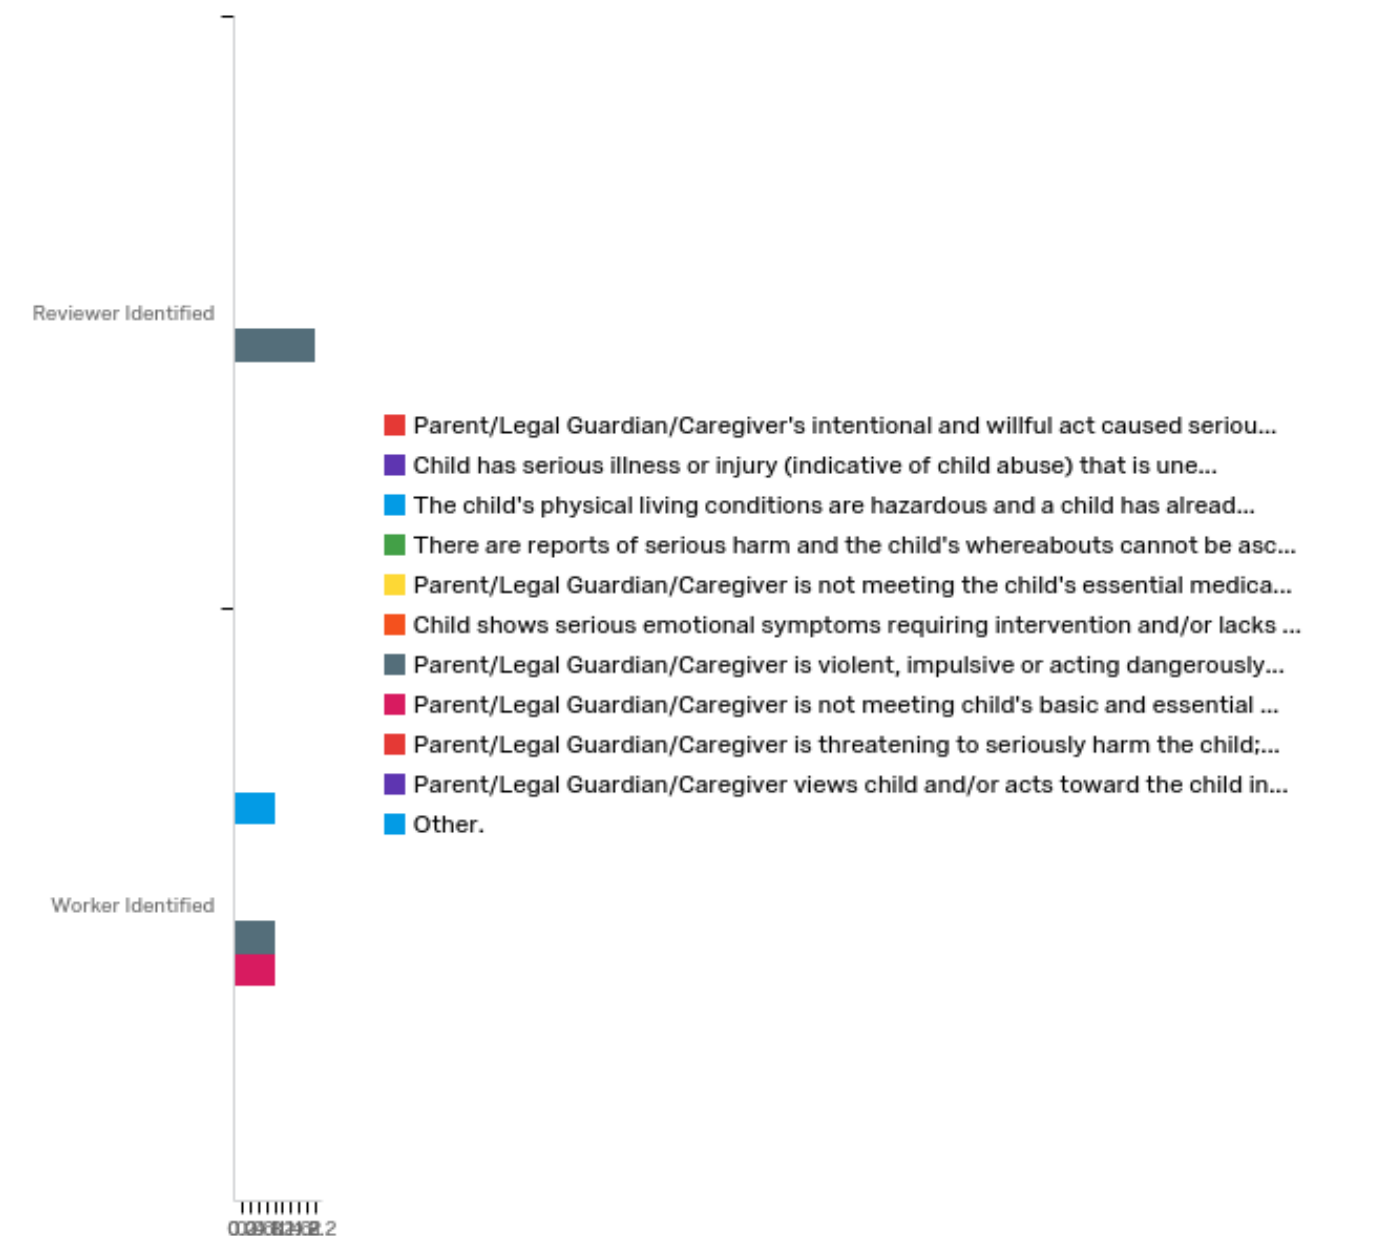 Reviewer Identified
Parent/Legal Guardian/Caregiver's intentional and willful act caused seriou...
Child has serious illness or injury (indicative of child abuse) that is une...
The child's physical living conditions are hazardous and a child has alread...
There are reports of serious harm and the child's whereabouts cannot be asc...
Parent/Legal Guardian/Caregiver is not meeting the child's essential medica...
Child shows serious emotional symptoms requiring intervention and/or lacks ...
Parent/Legal Guardian/Caregiver is violent, impulsive or acting dangerously...
Parent/Legal Guardian/Caregiver is not meeting child's basic and essential ...
Parent/Legal Guardian/Caregiver is threatening to seriously harm the child;...
Parent/Legal Guardian/Caregiver views child and/or acts toward the child in...
Other.
Worker Identified